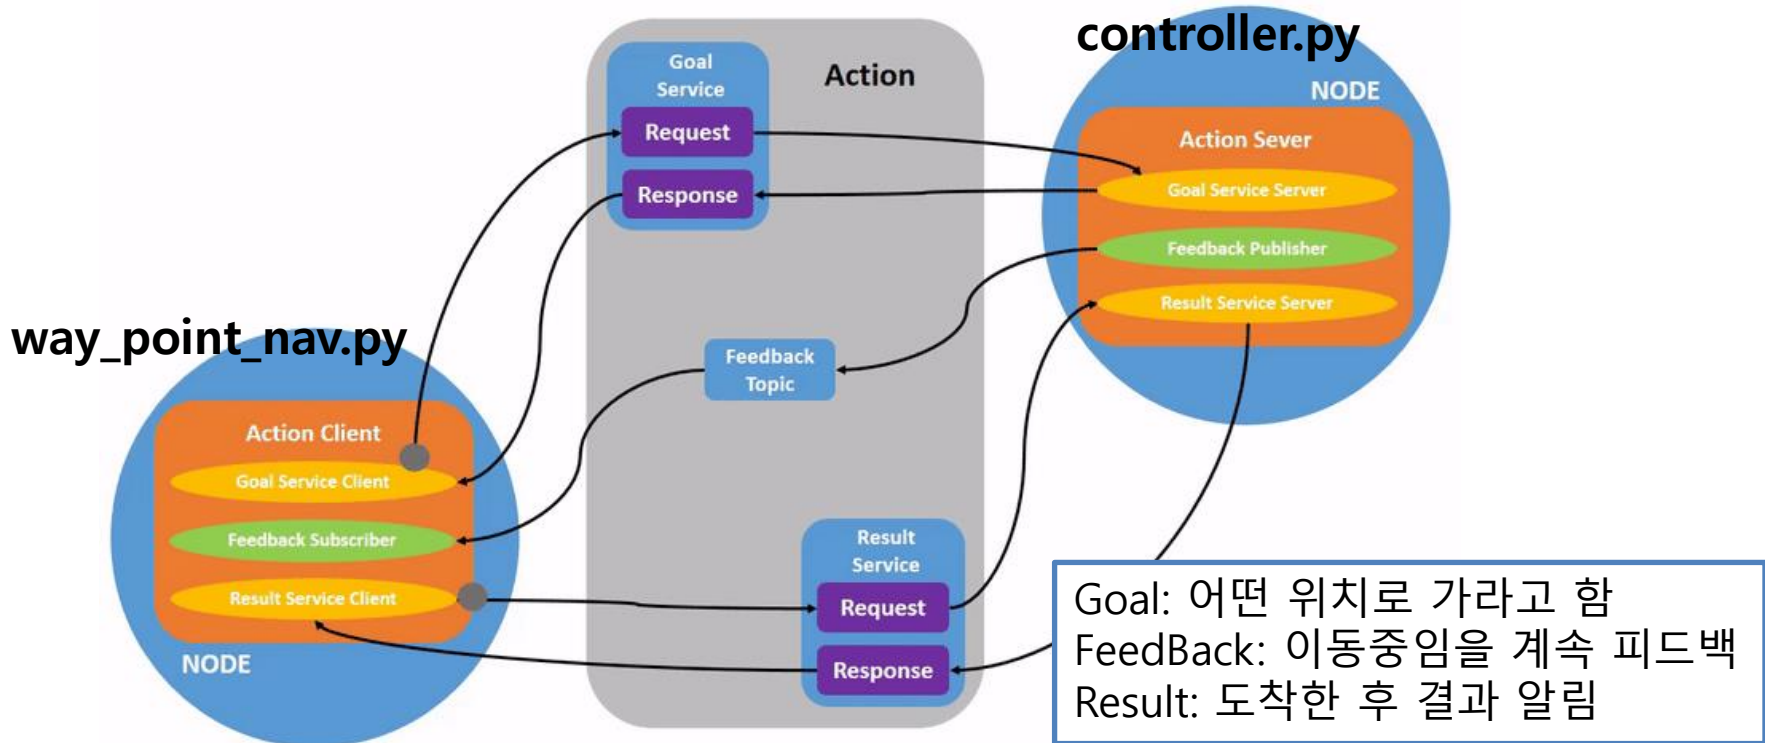 controller.py
NODE
Action Sever
Goal Service Server
Feedback Publisher
Result Service Server
Action
Goal
Service
Request
Response
Feedback
Topic
way_point_nav.py
Action Client
Goal Service Client
Feedback Subscriber
Result Service Client
NODE
Result
Service
Request
Response
Goal: 어떤 위치로 가라고 함
FeedBack: 이동중임을 계속 피드백
Result: 도착한 후 결과 알림